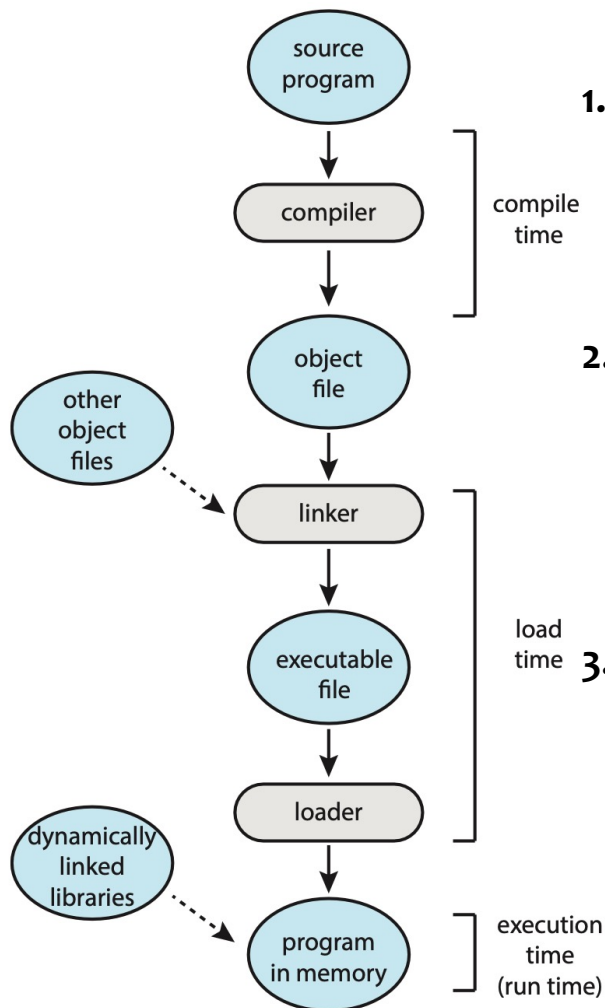 source
program
1.
compiler
compile
time
object
file
2.
other
object
files
linker
load
time
executable
file
3.
loader
dynamically
linked
libraries
program
in memory
execution
time
(run time)